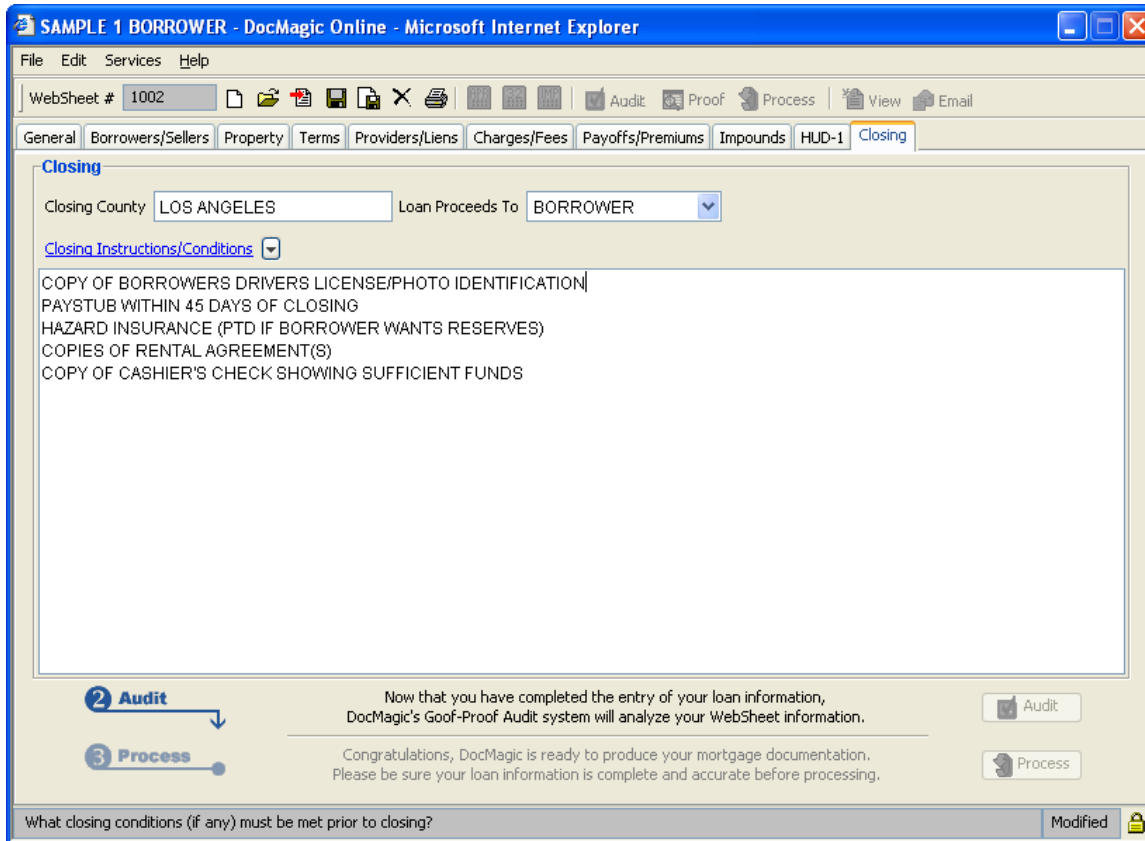 SAMPLE 1 BORROWER - DocMagic Online - Microsoft Internet Explorer
File Edit Services Help
WebSheet # 1002 Audit Proof Process View Email
General Borrowers/Sellers Property Terms Providers/Liens Charges/Fees Payoffs/Premiums Impounds HUD-1 Closing
Closing
Closing County LOS ANGELES Loan Proceeds To BORROWER
Closing Instructions/Conditions
COPY OF BORROWERS DRIVERS LICENSE/PHOTO IDENTIFICATION
PAYSTUB WITHIN 45 DAYS OF CLOSING
HAZARD INSURANCE (PTD IF BORROWER WANTS RESERVES)
COPIES OF RENTAL AGREEMENT(S)
COPY OF CASHIER'S CHECK SHOWING SUFFICIENT FUNDS
2 Audit
Now that you have completed the entry of your loan information,
DocMagic's Goof-Proof Audit system will analyze your WebSheet information.
Audit
3 Process
Congratulations, DocMagic is ready to produce your mortgage documentation.
Please be sure your loan information is complete and accurate before processing.
Process
What closing conditions (if any) must be met prior to closing? Modified